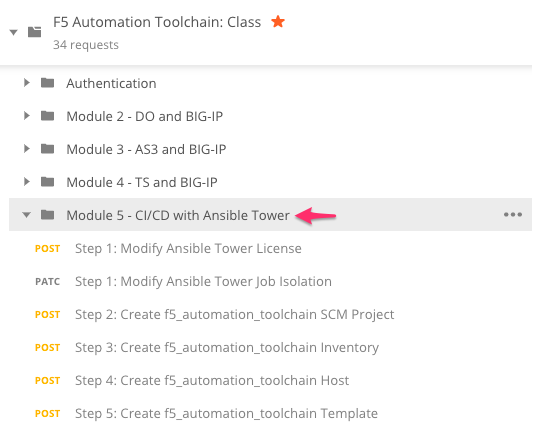 F5 Automation Toolchain: Class
34 requests
Authentication
Module 2 - DO and BIG-IP
Module 3 - AS3 and BIG-IP
Module 4 - TS and BIG-IP
Module 5 - CI/CD with Ansible Tower
POST Step 1: Modify Ansible Tower License
PATC Step 1: Modify Ansible Tower Job Isolation
POST Step 2: Create f5_automation_toolchain SCM Project
POST Step 3: Create f5_automation_toolchain Inventory
POST Step 4: Create f5_automation_toolchain Host
POST Step 5: Create f5_automation_toolchain Template